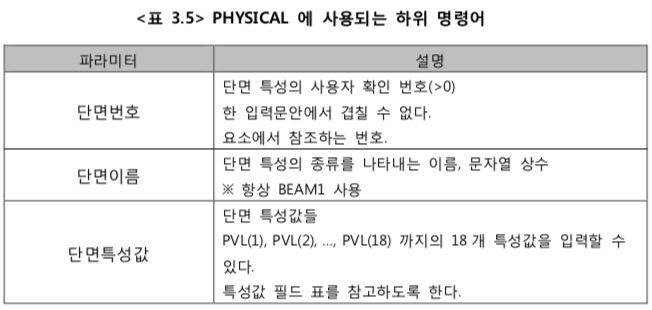 <표 3.5> PHYSICAL 에 사용되는 하위 명령어
파라미터
설명
단면번호
단면 특성의 사용자 확인 번호(>0)
한 입력문안에서 겹칠 수 없다.
요소에서 참조하는 번호.
단면이름
단면 특성의 종류를 나타내는 이름, 문자열 상수
※ 항상 BEAM1 사용
단면특성값
단면 특성값들
PVL(1), PVL(2), ..., PVL(18) 까지의 18 개 특성값을 입력할 수
있다.
특성값 필드 표를 참고하도록 한다.